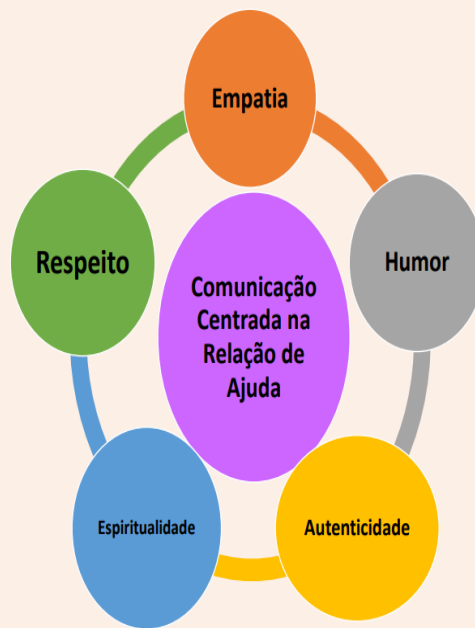 Empatia
Respeito
Humor
Comunicação
Centrada na
Relação de
Ajuda
Espiritualidade
Autenticidade